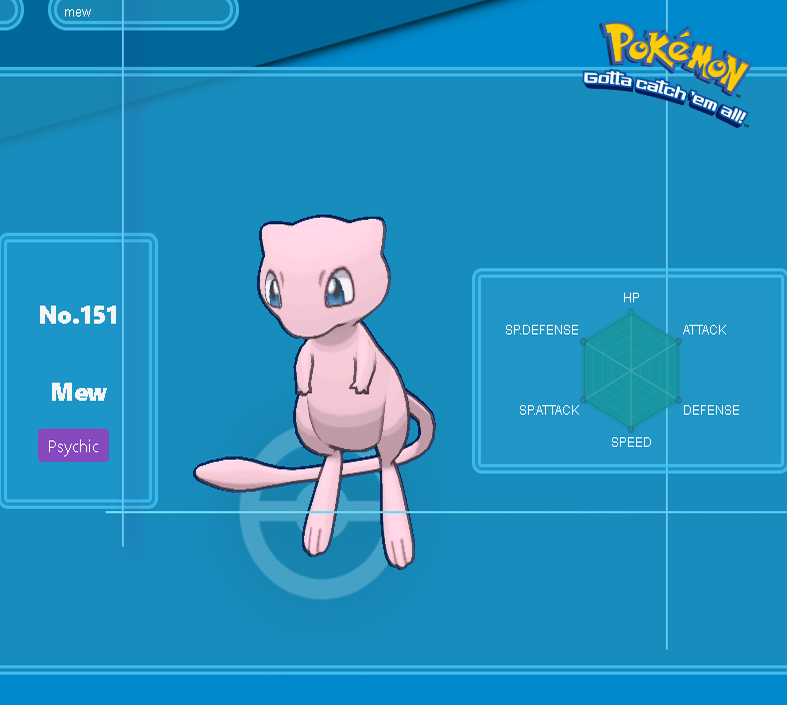 mew
POKéMON
Gotta catch 'em all!
No.151
Mew
Psychic
HP
SP.DEFENSE
ATTACK
SP.ATTACK
DEFENSE
SPEED